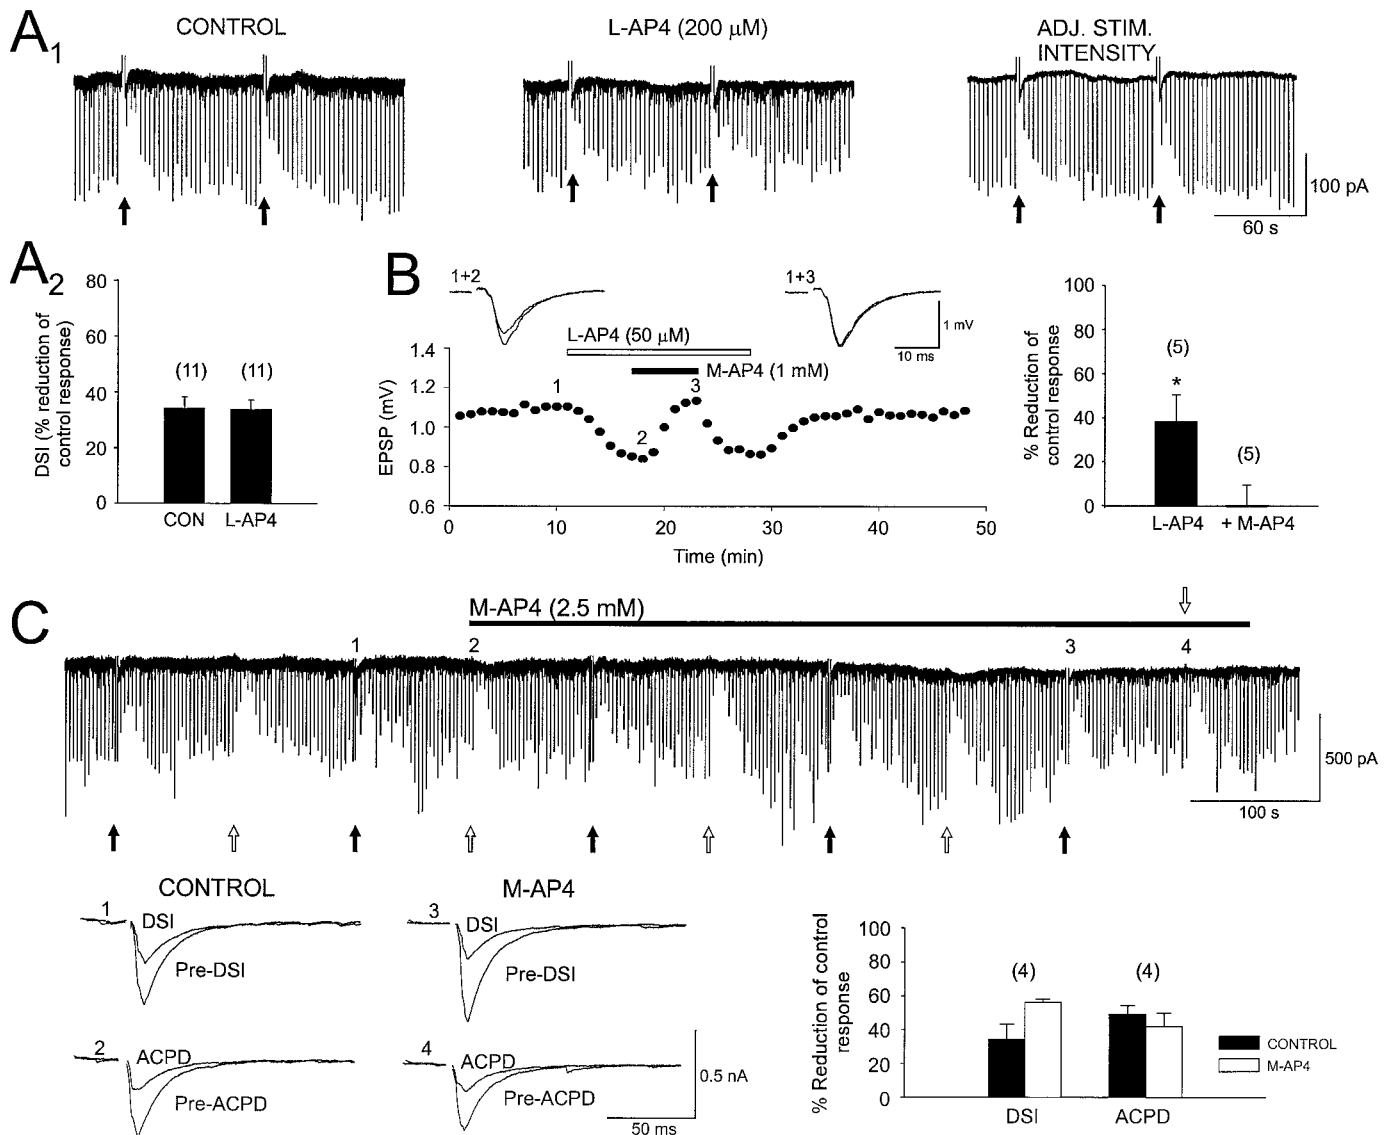 A1
CONTROL
L-AP4 (200 µM)
ADJ. STIM.
INTENSITY
100 pA
60 s
A2
DSI (% reduction of
control response)
80
60
40
20
0
(11)
(11)
CON
L-AP4
B
1+2
1+3
1 mV
10 ms
L-AP4 (50 µM)
M-AP4 (1 mM)
EPSP (mV)
1.4
1.2
1.0
0.8
0.6
1
2
3
0
10
20
30
40
50
Time (min)
% Reduction of
control response
100
80
60
40
20
0
(5)
*
(5)
L-AP4
+ M-AP4
C
M-AP4 (2.5 mM)
1
2
3
4
500 pA
100 s
CONTROL
M-AP4
1
DSI
Pre-DSI
3
DSI
Pre-DSI
2
ACPD
Pre-ACPD
4
ACPD
Pre-ACPD
0.5 nA
50 ms
% Reduction of control
response
100
80
60
40
20
0
(4)
(4)
DSI
ACPD
CONTROL
M-AP4